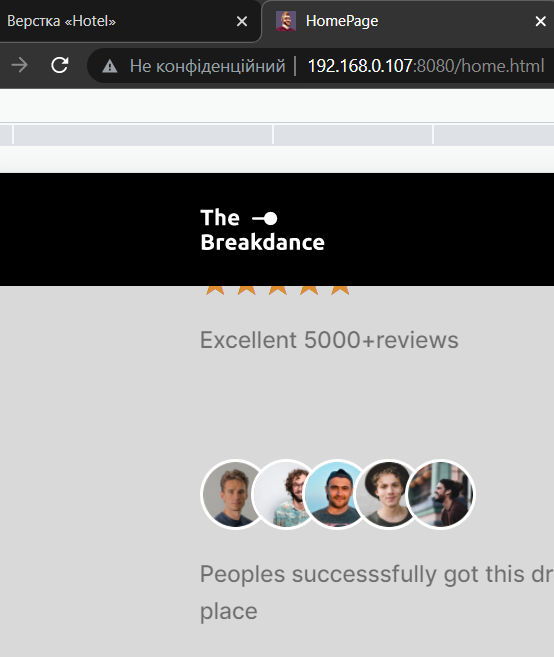 Верстка «Hotel»
HomePage
Не конфіденційний
192.168.0.107:8080/home.html
The
Breakdance
Excellent 5000+reviews
Peoples successsfully got this dr
place